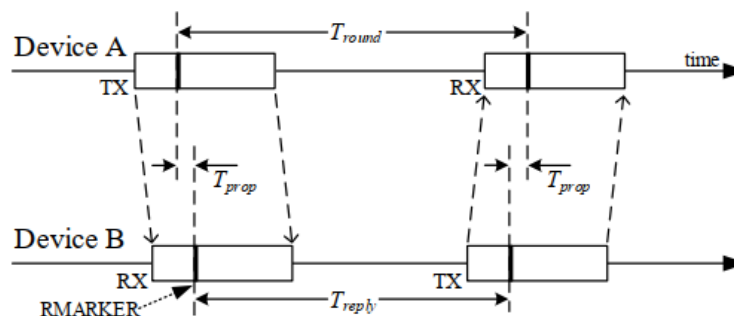 T_round
Device A
time
TX
RX
T_prop
T_prop
Device B
RX
TX
RMARKER
T_reply